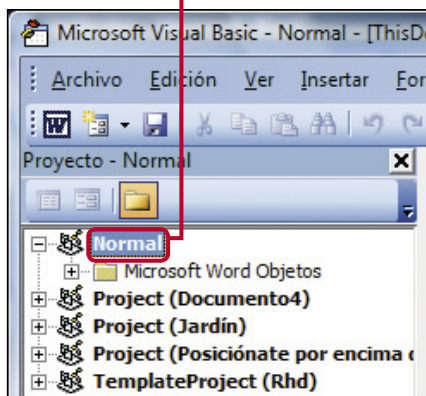 Microsoft Visual Basic - Normal - [ThisD
Archivo Edición Ver Insertar For
Proyecto - Normal
Normal
Microsoft Word Objetos
Project (Documento4)
Project (Jardín)
Project (Posiciónate por encima d
TemplateProject (Rhd)